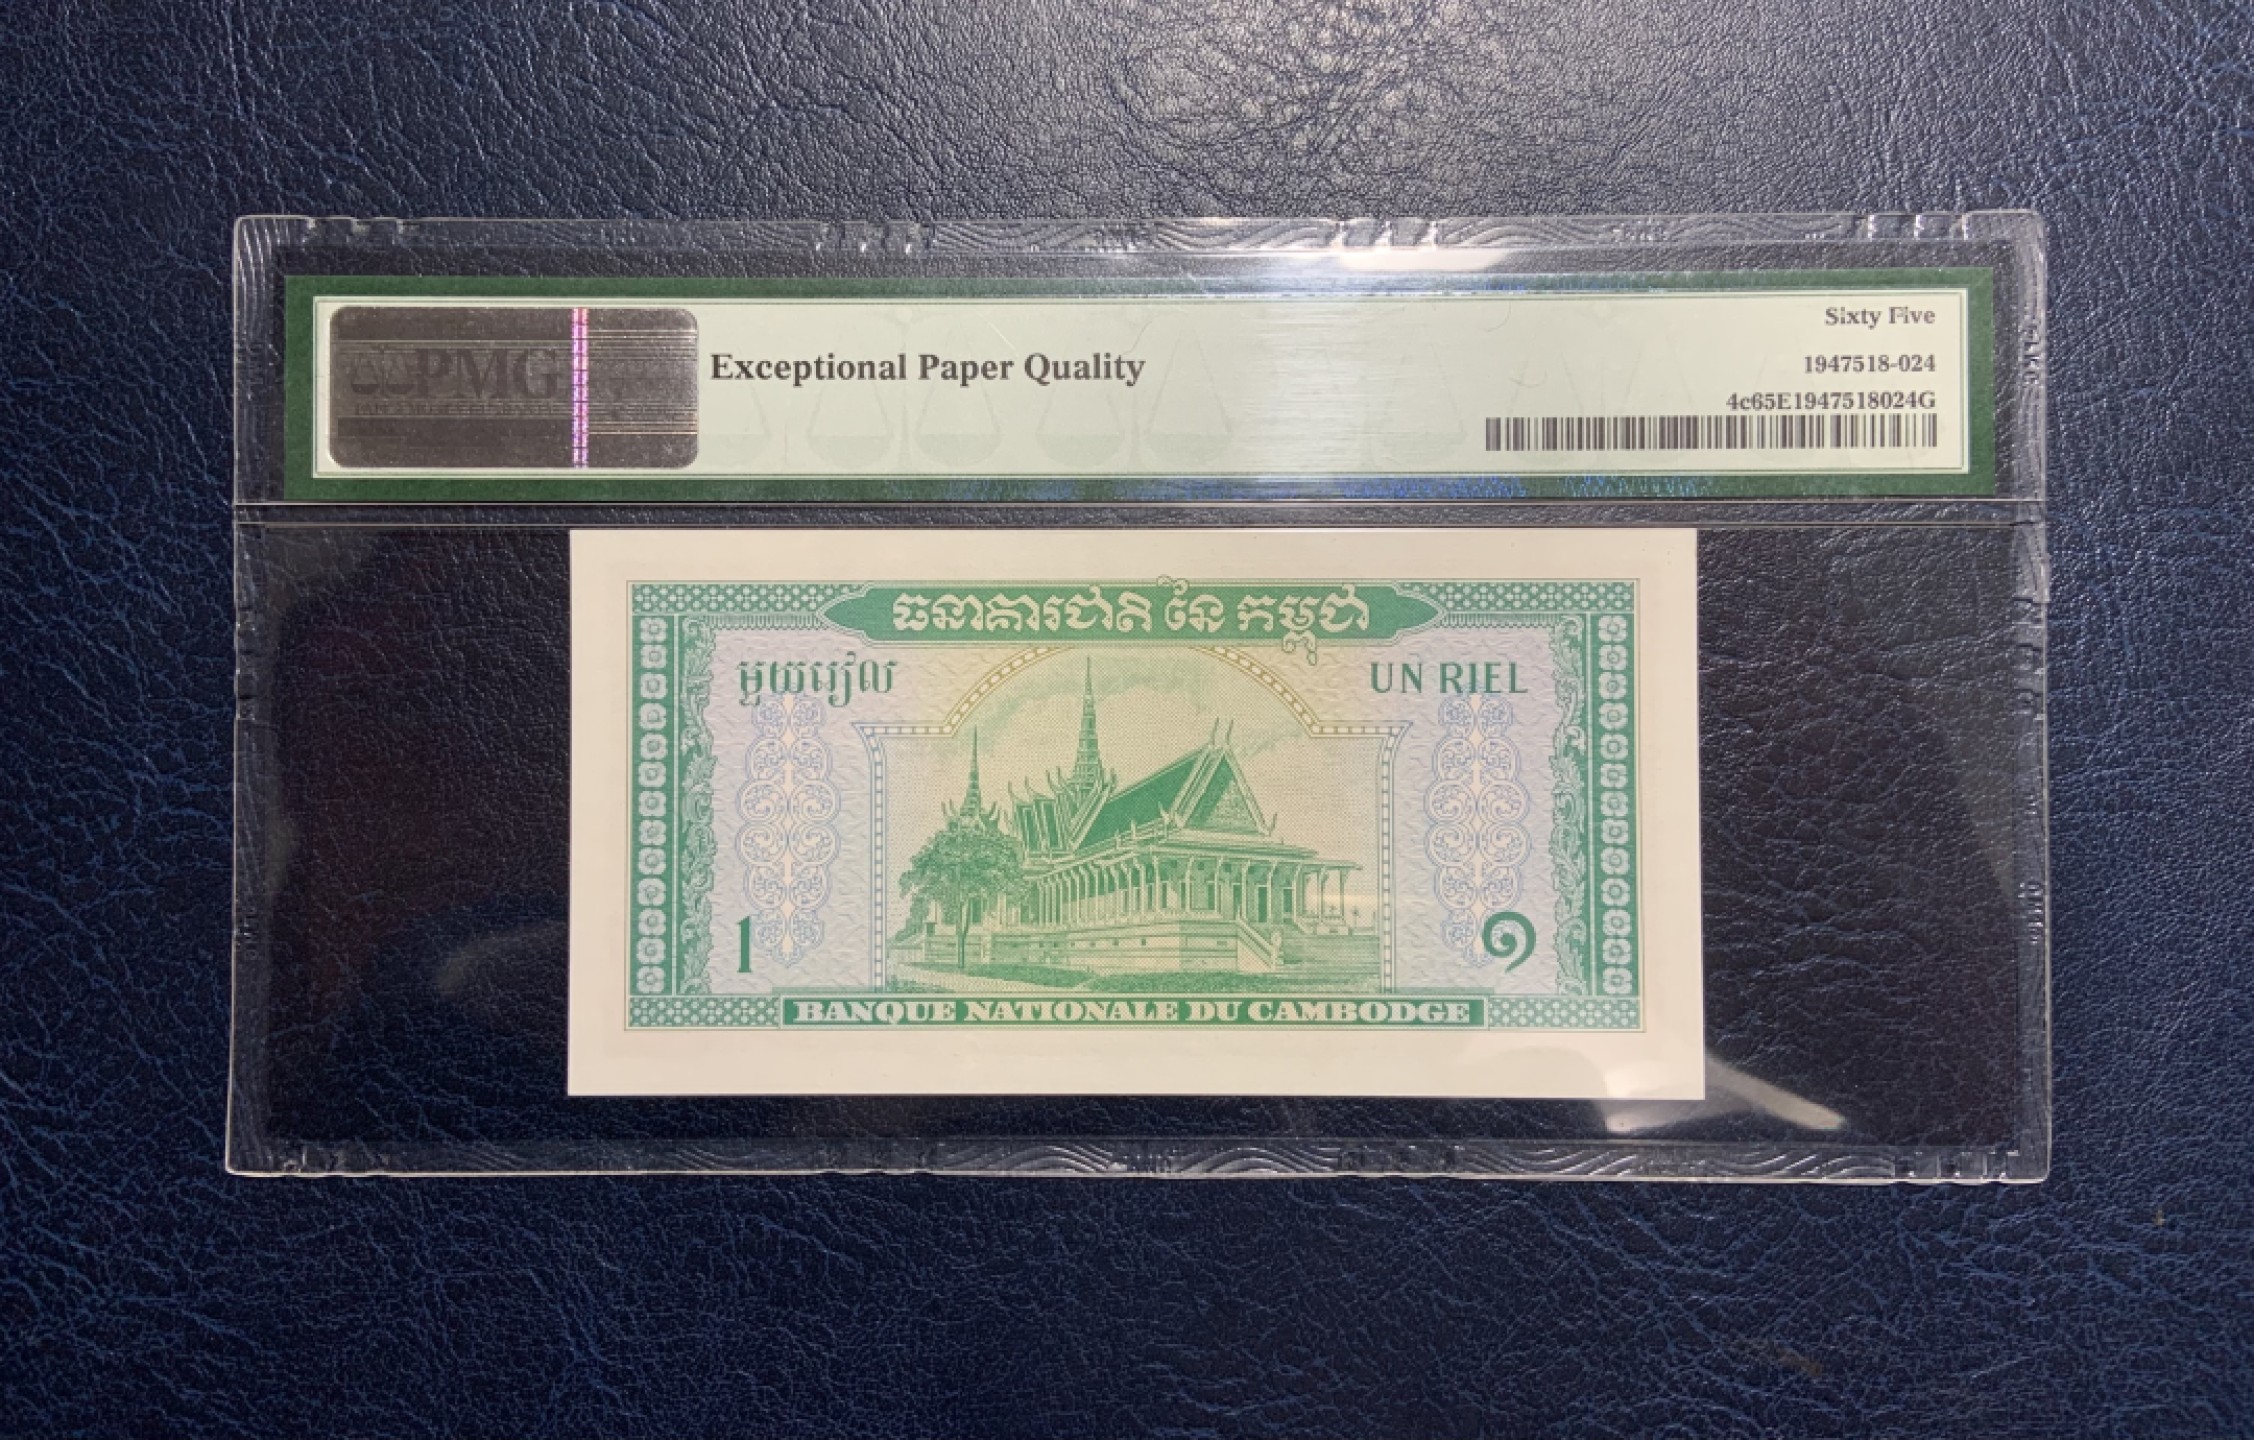 Sixty Five
PMG
Exceptional Paper Quality
1947518-024
4c65E1947518024G
ធនាគារជាតិ នៃ កម្ពុជា
មួយរៀល
UN RIEL
1
១
BANQUE NATIONALE DU CAMBODGE